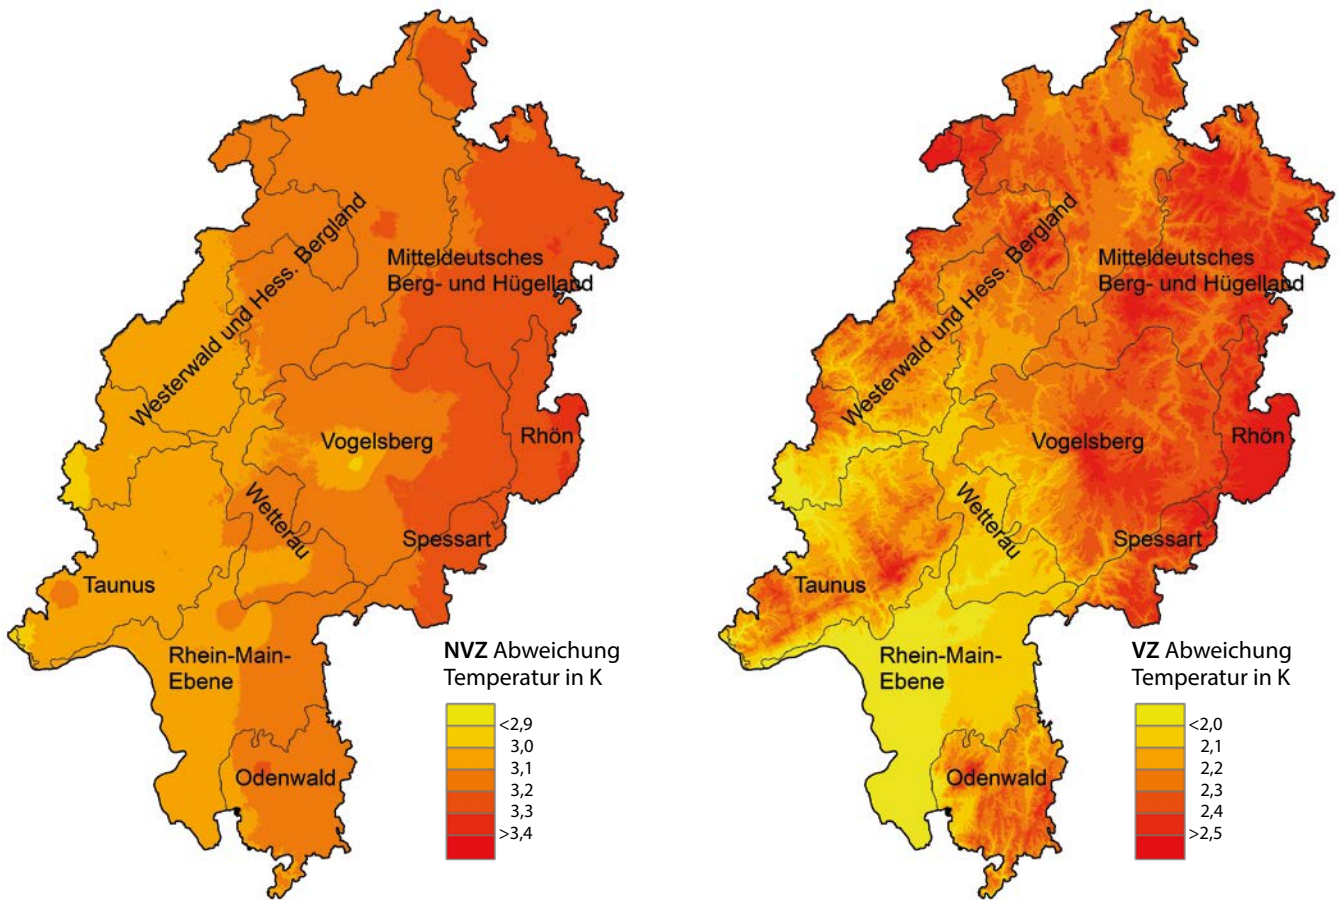 Westerwald und Hess. Bergland
Mitteldeutsches
Berg- und Hügelland
Vogelsberg
Rhön
Wetterau
Spessart
Taunus
Rhein-Main-
Ebene
Odenwald
NVZ Abweichung
Temperatur in K
<2,9
3,0
3,1
3,2
3,3
>3,4
Westerwald und Hess. Bergland
Mitteldeutsches
Berg- und Hügelland
Vogelsberg
Rhön
Wetterau
Spessart
Taunus
Rhein-Main-
Ebene
Odenwald
VZ Abweichung
Temperatur in K
<2,0
2,1
2,2
2,3
2,4
>2,5